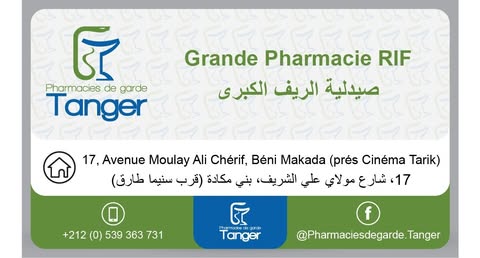 Pharmacies de garde
Tanger
Grande Pharmacie RIF
صيدلية الريف الكبرى
17, Avenue Moulay Ali Chérif, Béni Makada (prés Cinéma Tarik)
17، شارع مولاي علي الشريف، بني مكادة (قرب سنيما طارق)
+212 (0) 539 363 731
Pharmacies de garde
Tanger
@Pharmaciesdegarde.Tanger